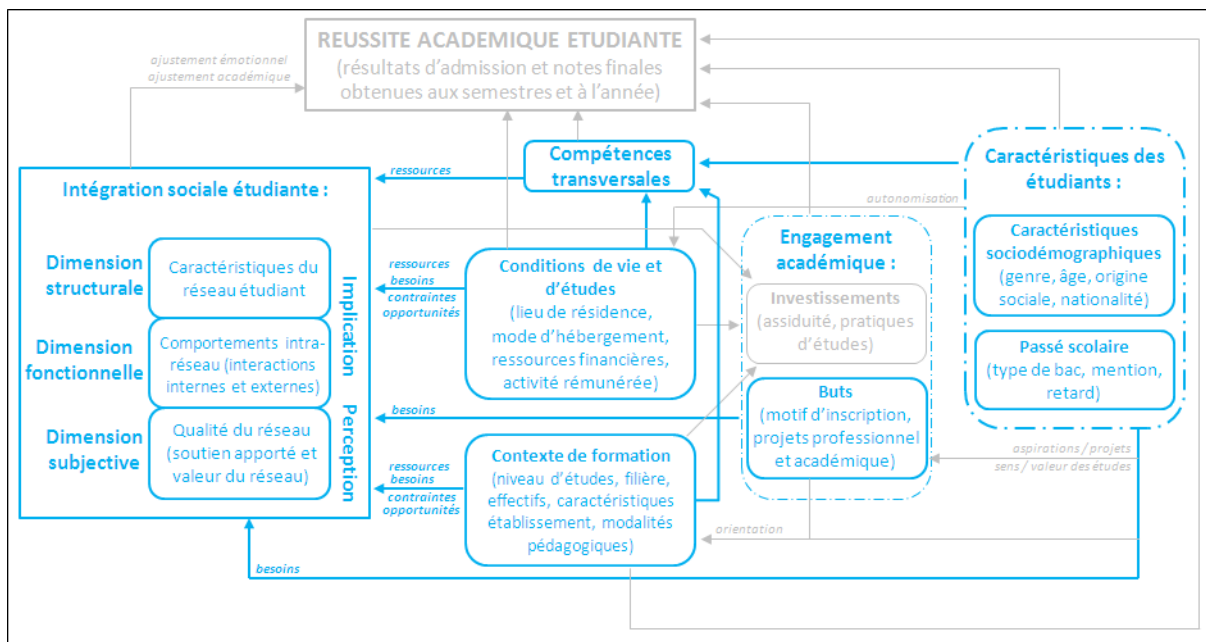 REUSSITE ACADEMIQUE ETUDIANTE
(résultats d'admission et notes finales
obtenues aux semestres et à l'année)
ajustement émotionnel
ajustement académique
Compétences
transversales
ressources
Intégration sociale étudiante :
Dimension
structurale
Caractéristiques du
réseau étudiant
Dimension
fonctionnelle
Comportements intra-
réseau (interactions
internes et externes)
Dimension
subjective
Qualité du réseau
(soutien apporté et
valeur du réseau)
Implication
Perception
ressources
besoins
contraintes
opportunités
Conditions de vie et
d'études
(lieu de résidence,
mode d'hébergement,
ressources financières,
activité rémunérée)
besoins
ressources
besoins
contraintes
opportunités
Contexte de formation
(niveau d'études, filière,
effectifs, caractéristiques
établissement, modalités
pédagogiques)
Engagement
académique :
Investissements
(assiduité, pratiques
d'études)
Buts
(motif d'inscription,
projets professionnel
et académique)
autonomisation
Caractéristiques des
étudiants :
Caractéristiques
sociodémographiques
(genre, âge, origine
sociale, nationalité)
Passé scolaire
(type de bac, mention,
retard)
aspirations / projets
sens / valeur des études
orientation
besoins